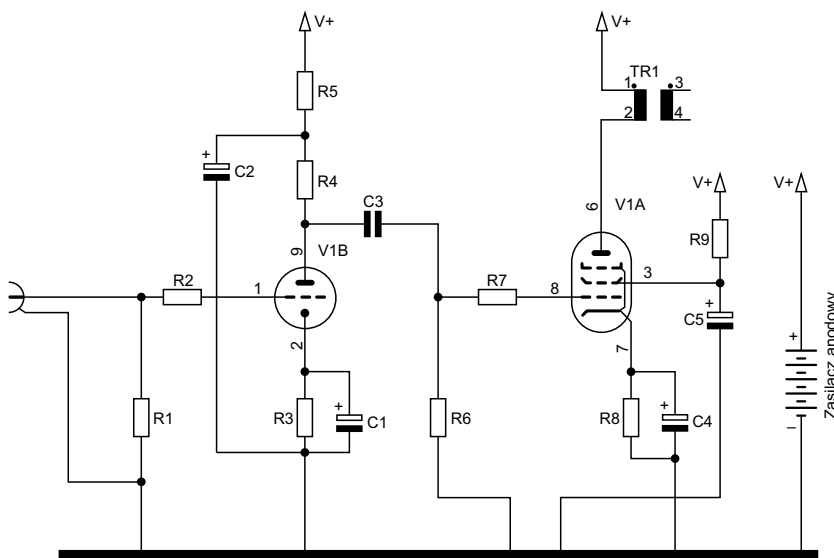 V+
V+
R5
TR1
1
3
2
4
+
C2
R4
V+
V+
C3
6
V1A
9
V1B
R9
R2
1
R7
8
3
+
C5
2
7
+
Zasilacz anodowy
+
+
R1
R3
C1
R6
R8
C4
–